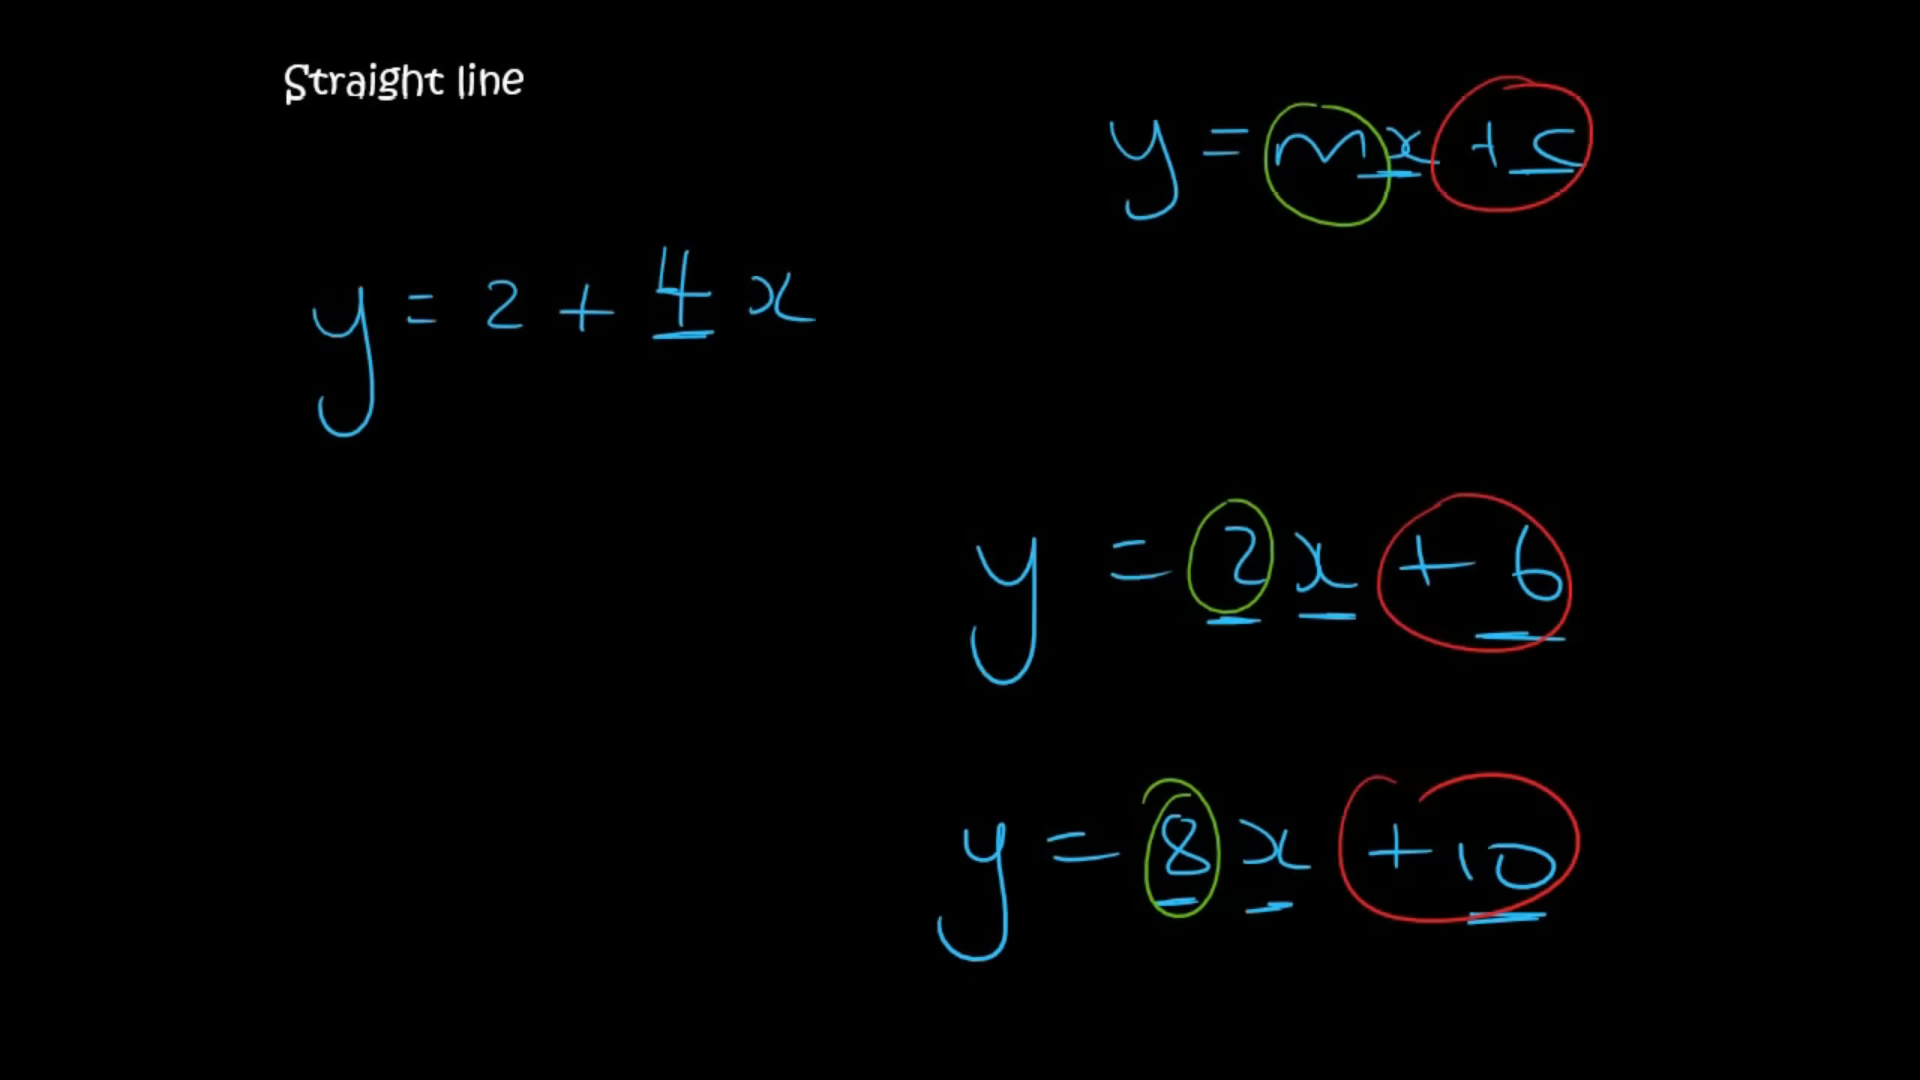 Straight line
y = mx + c
y = 2 + 4x
y = 2x + 6
y = 8x + 10